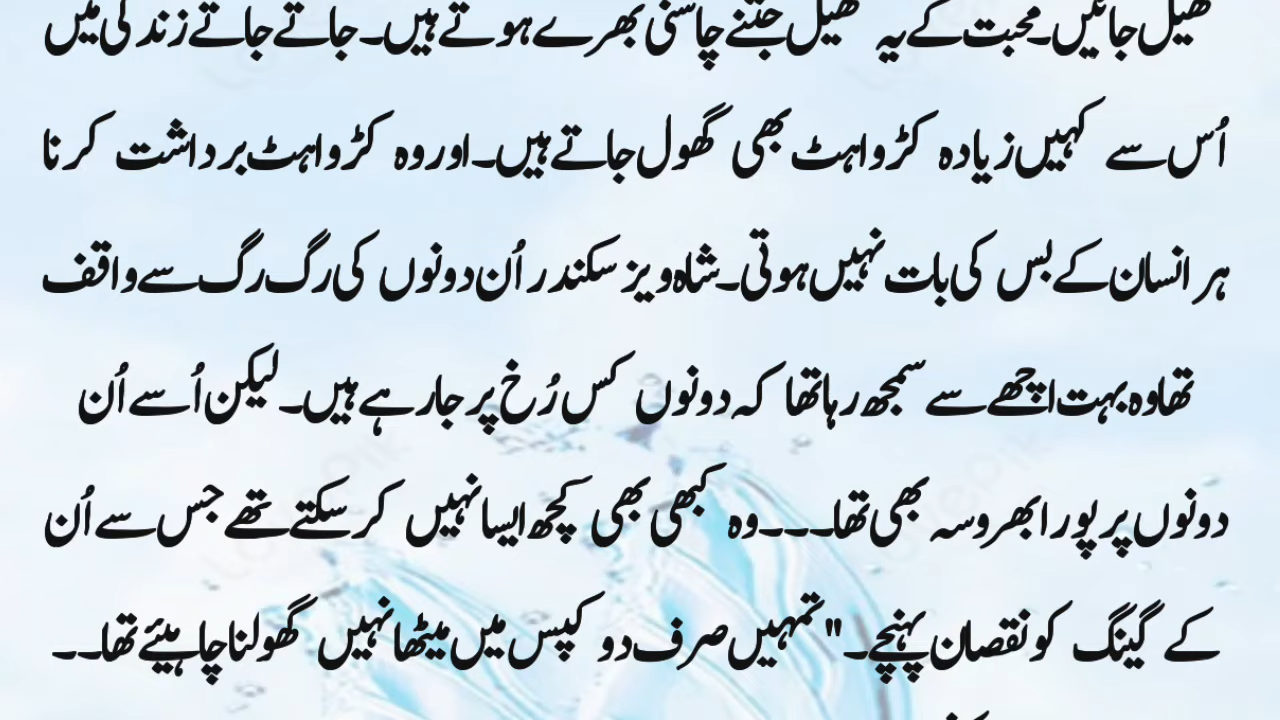 کھیل جائیں۔محبت کے یہ کھیل جتنے چاسنی بھرے ہوتے ہیں۔جاتے جاتے زندگی میں
اُس سے کہیں زیادہ کڑواہٹ بھی گھول جاتے ہیں۔اور وہ کڑواہٹ برداشت کرنا
ہر انسان کے بس کی بات نہیں ہوتی۔شاہ ویز سکندر اُن دونوں کی رگ رگ سے واقف
تھا وہ بہت اچھے سے سمجھ رہا تھا کہ دونوں کس رُخ پر جا رہے ہیں۔لیکن اُسے اُن
دونوں پر پورا بھروسہ بھی تھا۔۔۔وہ کبھی بھی کچھ ایسا نہیں کر سکتے تھے جس سے اُن
کے گینگ کو نقصان پہنچے۔"تمہیں صرف دو کپس میں میٹھا نہیں گھولنا چاہیئے تھا۔۔